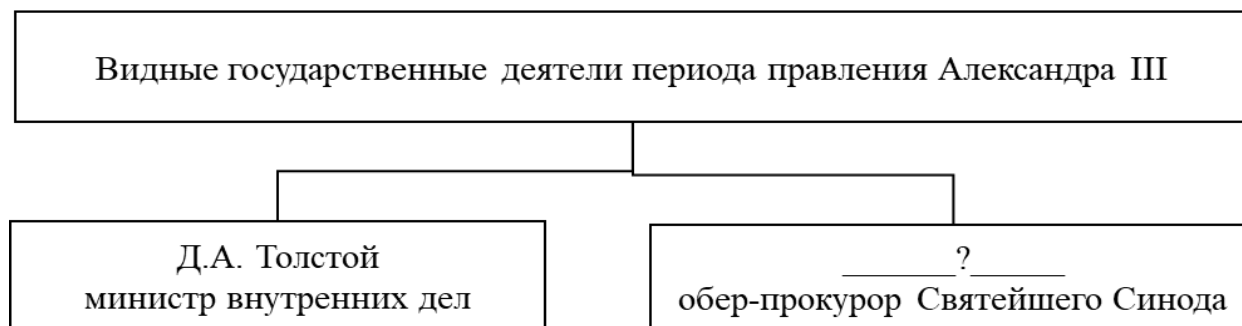 Видные государственные деятели периода правления Александра III
Д.А. Толстой
министр внутренних дел
_______?______
обер-прокурор Святейшего Синода